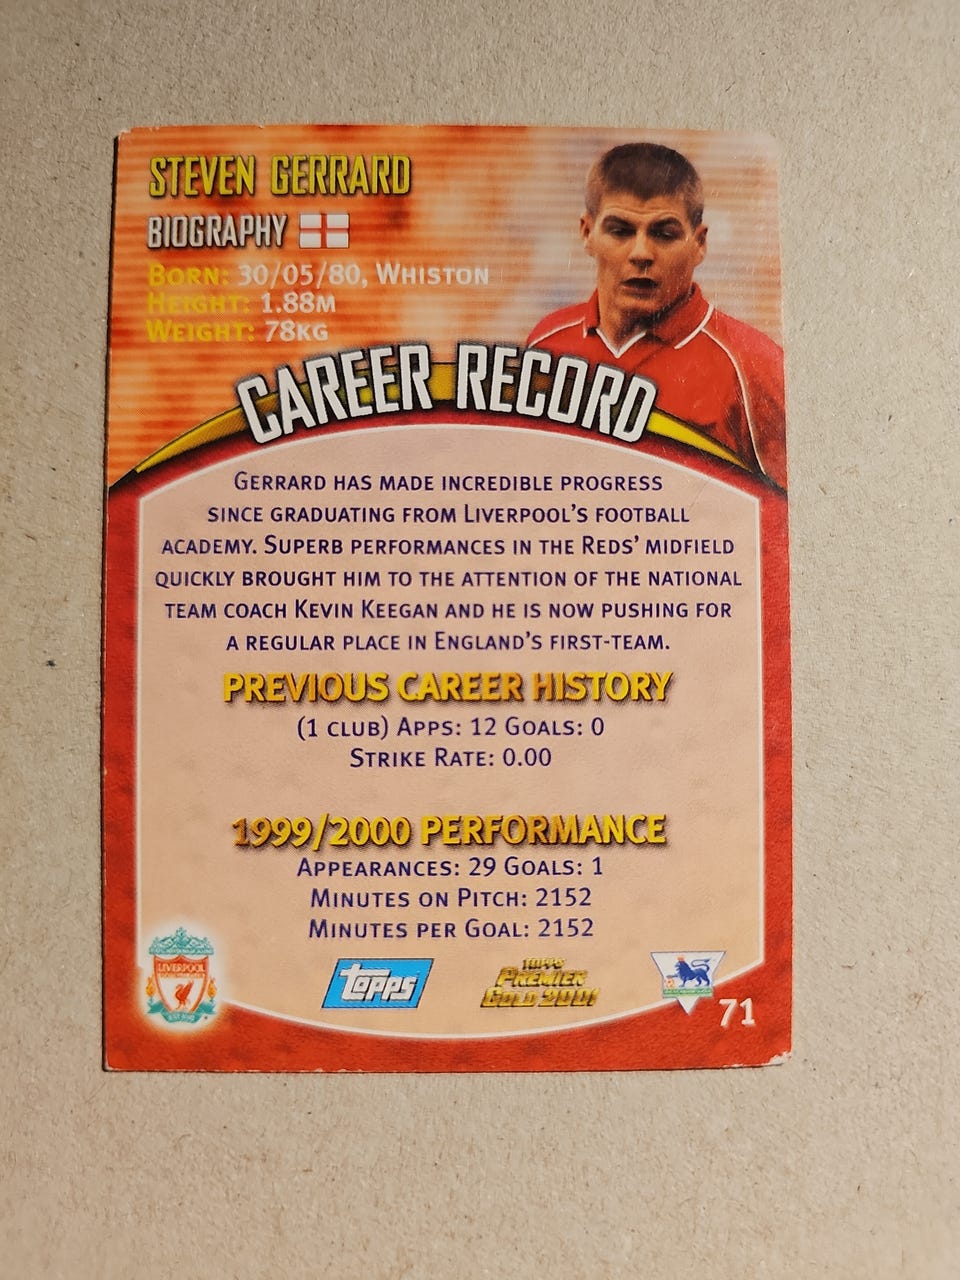 STEVEN GERRARD
BIOGRAPHY
BORN: 30/05/80, WHISTON
HEIGHT: 1.88M
WEIGHT: 78KG
CAREER RECORD
GERRARD HAS MADE INCREDIBLE PROGRESS
SINCE GRADUATING FROM LIVERPOOL'S FOOTBALL
ACADEMY. SUPERB PERFORMANCES IN THE REDS' MIDFIELD
QUICKLY BROUGHT HIM TO THE ATTENTION OF THE NATIONAL
TEAM COACH KEVIN KEEGAN AND HE IS NOW PUSHING FOR
A REGULAR PLACE IN ENGLAND'S FIRST-TEAM.
PREVIOUS CAREER HISTORY
(1 CLUB) APPS: 12 GOALS: 0
STRIKE RATE: 0.00
1999/2000 PERFORMANCE
APPEARANCES: 29 GOALS: 1
MINUTES ON PITCH: 2152
MINUTES PER GOAL: 2152
LIVERPOOL
topps
TOPPS
PREMIER
GOLD 2001
71